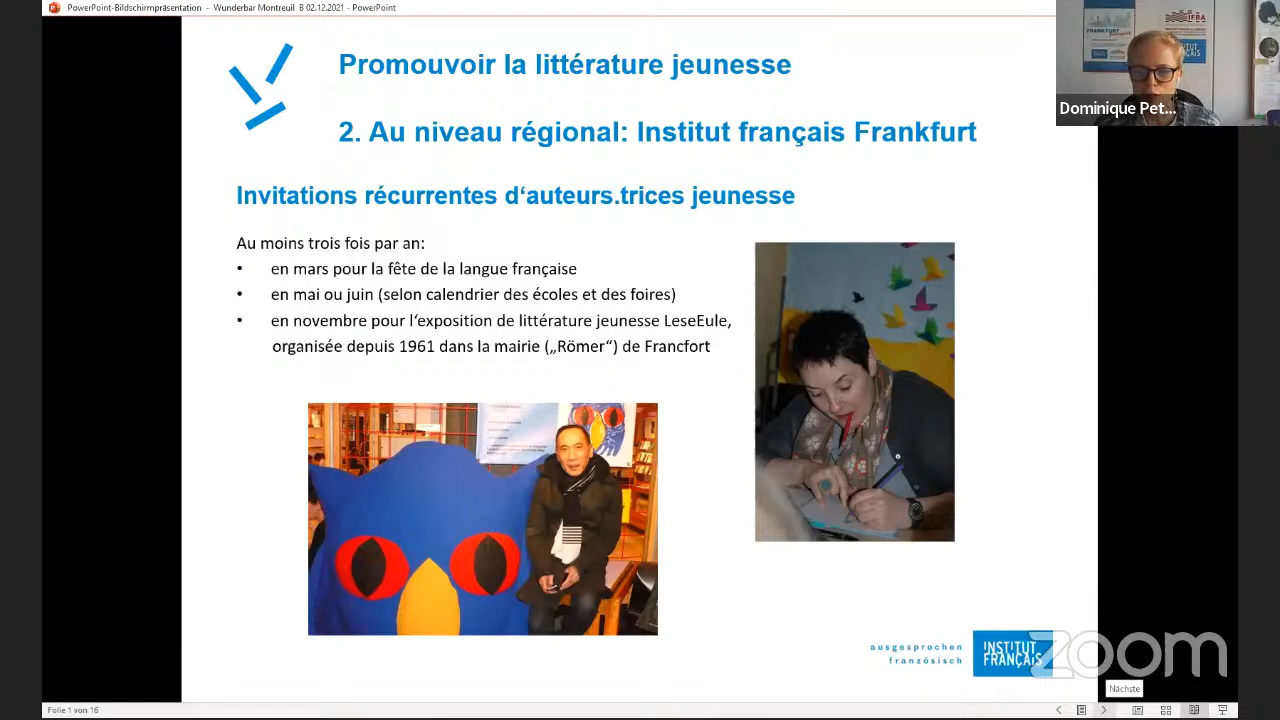 PowerPoint-Bildschirmpräsentation - Wunderbar Montreuil B 02.12.2021 - PowerPoint
Promouvoir la littérature jeunesse
2. Au niveau régional: Institut français Frankfurt
Invitations récurrentes d‘auteurs.trices jeunesse
Au moins trois fois par an:
• en mars pour la fête de la langue française
• en mai ou juin (selon calendrier des écoles et des foires)
• en novembre pour l‘exposition de littérature jeunesse LeseEule,
organisée depuis 1961 dans la mairie („Römer“) de Francfort
FRANKFURT
IFRA
INSTITUT
FRANÇAIS
Dominique Pet...
ausgesprochen
französisch
INSTITUT
FRANÇAIS
zoom
Nächste
Folie 1 von 16